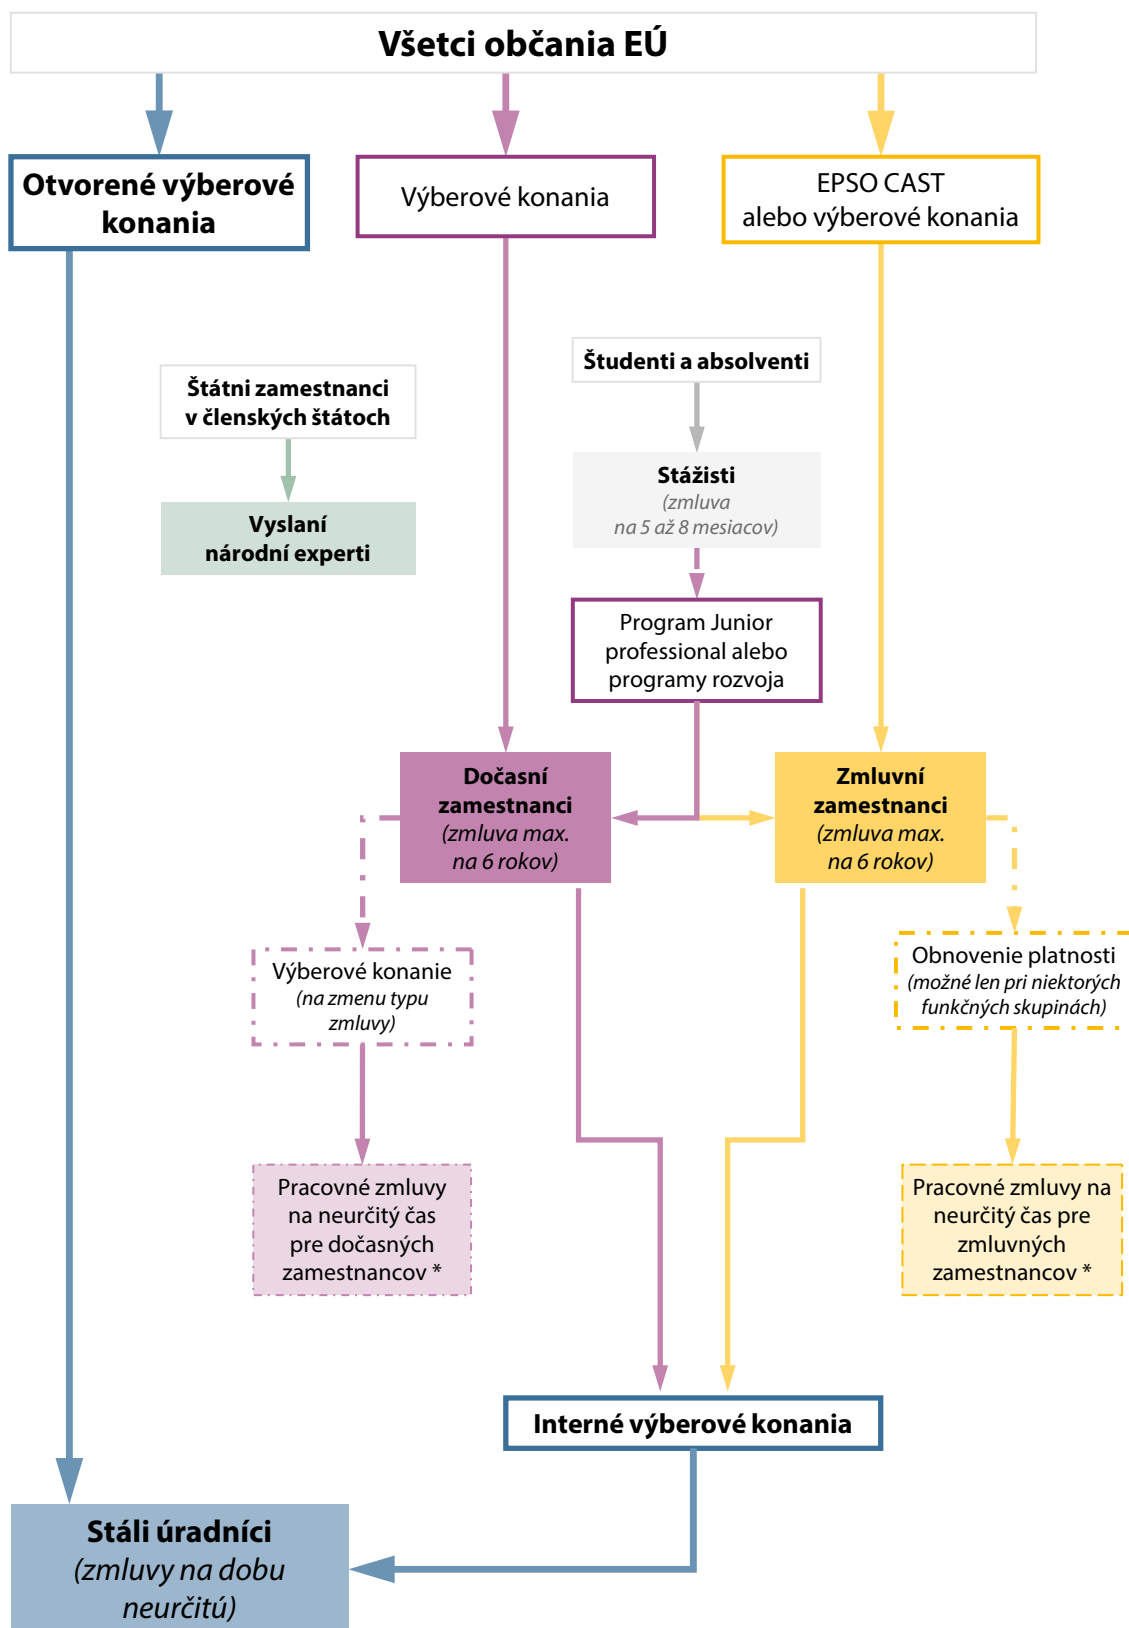 Všetci občania EÚ
Otvorené výberové
konania
Výberové konania
EPSO CAST
alebo výberové konania
Štátni zamestnanci
v členských štátoch
Študenti a absolventi
Vyslaní
národní experti
Stážisti
(zmluva
na 5 až 8 mesiacov)
Program Junior
professional alebo
programy rozvoja
Dočasní
zamestnanci
(zmluva max.
na 6 rokov)
Zmluvní
zamestnanci
(zmluva max.
na 6 rokov)
Výberové konanie
(na zmenu typu
zmluvy)
Obnovenie platnosti
(možné len pri niektorých
funkčných skupinách)
Pracovné zmluvy
na neurčitý čas
pre dočasných
zamestnancov *
Pracovné zmluvy na
neurčitý čas pre
zmluvných
zamestnancov *
Interné výberové konania
Stáli úradníci
(zmluvy na dobu
neurčitú)